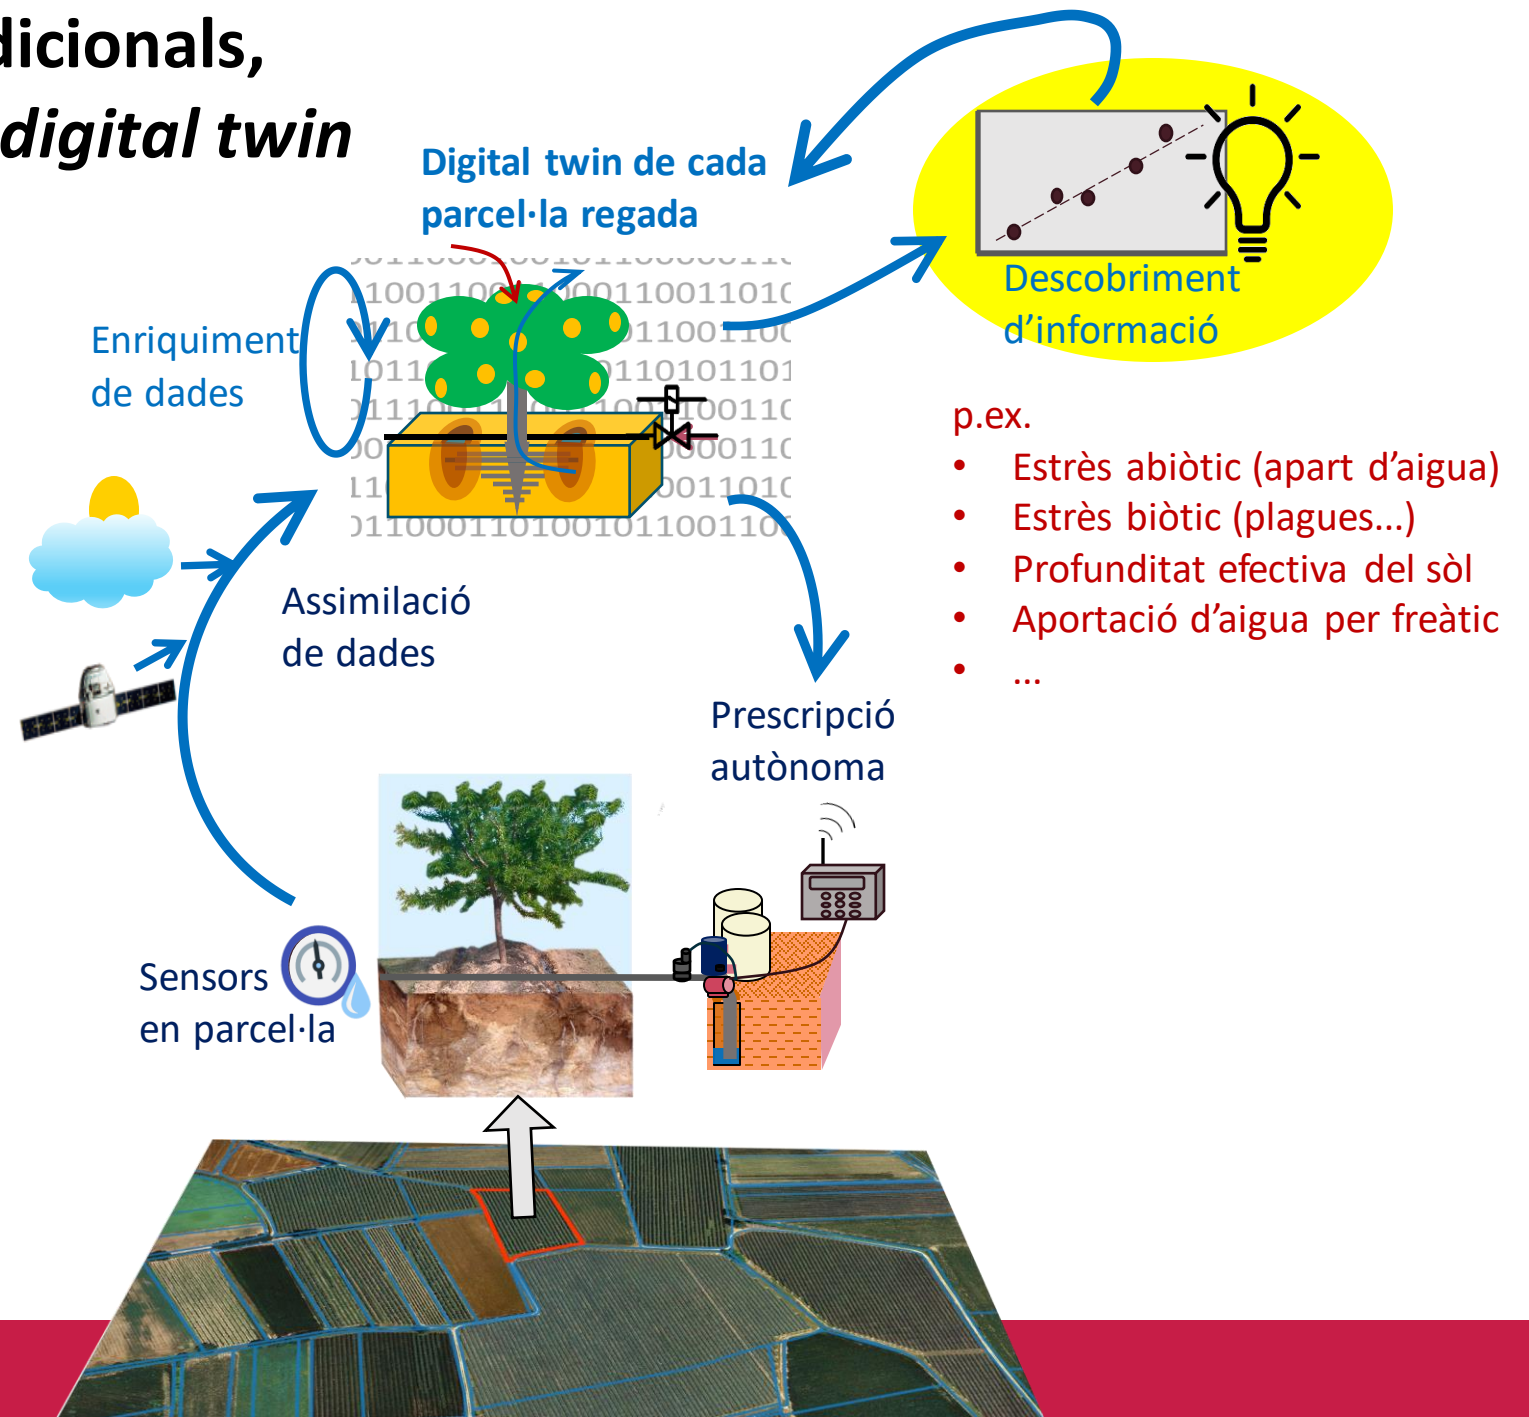 dicionals,
digital twin
Digital twin de cada
parcel·la regada
Enriquiment
de dades
Descobriment
d’informació
p.ex.
• Estrès abiòtic (apart d’aigua)
• Estrès biòtic (plagues...)
• Profunditat efectiva del sòl
• Aportació d’aigua per freàtic
• ...
Assimilació
de dades
Prescripció
autònoma
Sensors
en parcel·la